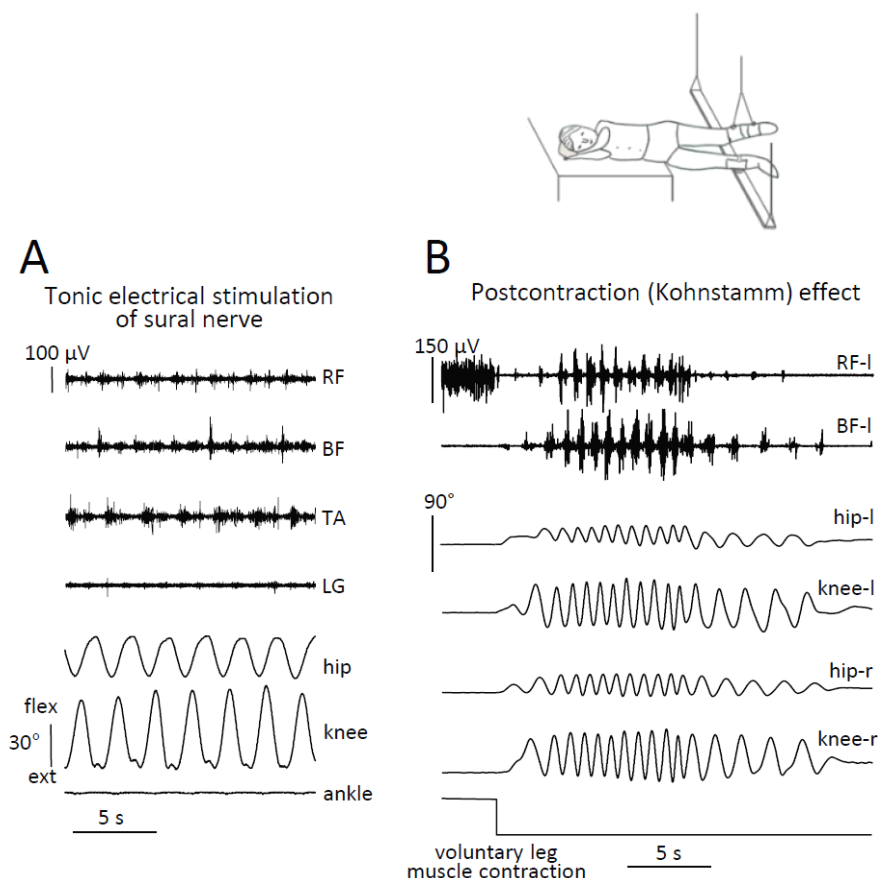 A
Tonic electrical stimulation
of sural nerve
100 µV
RF
BF
TA
LG
hip
flex
knee
30°
ext
ankle
5 s
B
Postcontraction (Kohnstamm) effect
150 µV
RF-l
BF-l
90°
hip-l
knee-l
hip-r
knee-r
voluntary leg
muscle contraction
5 s